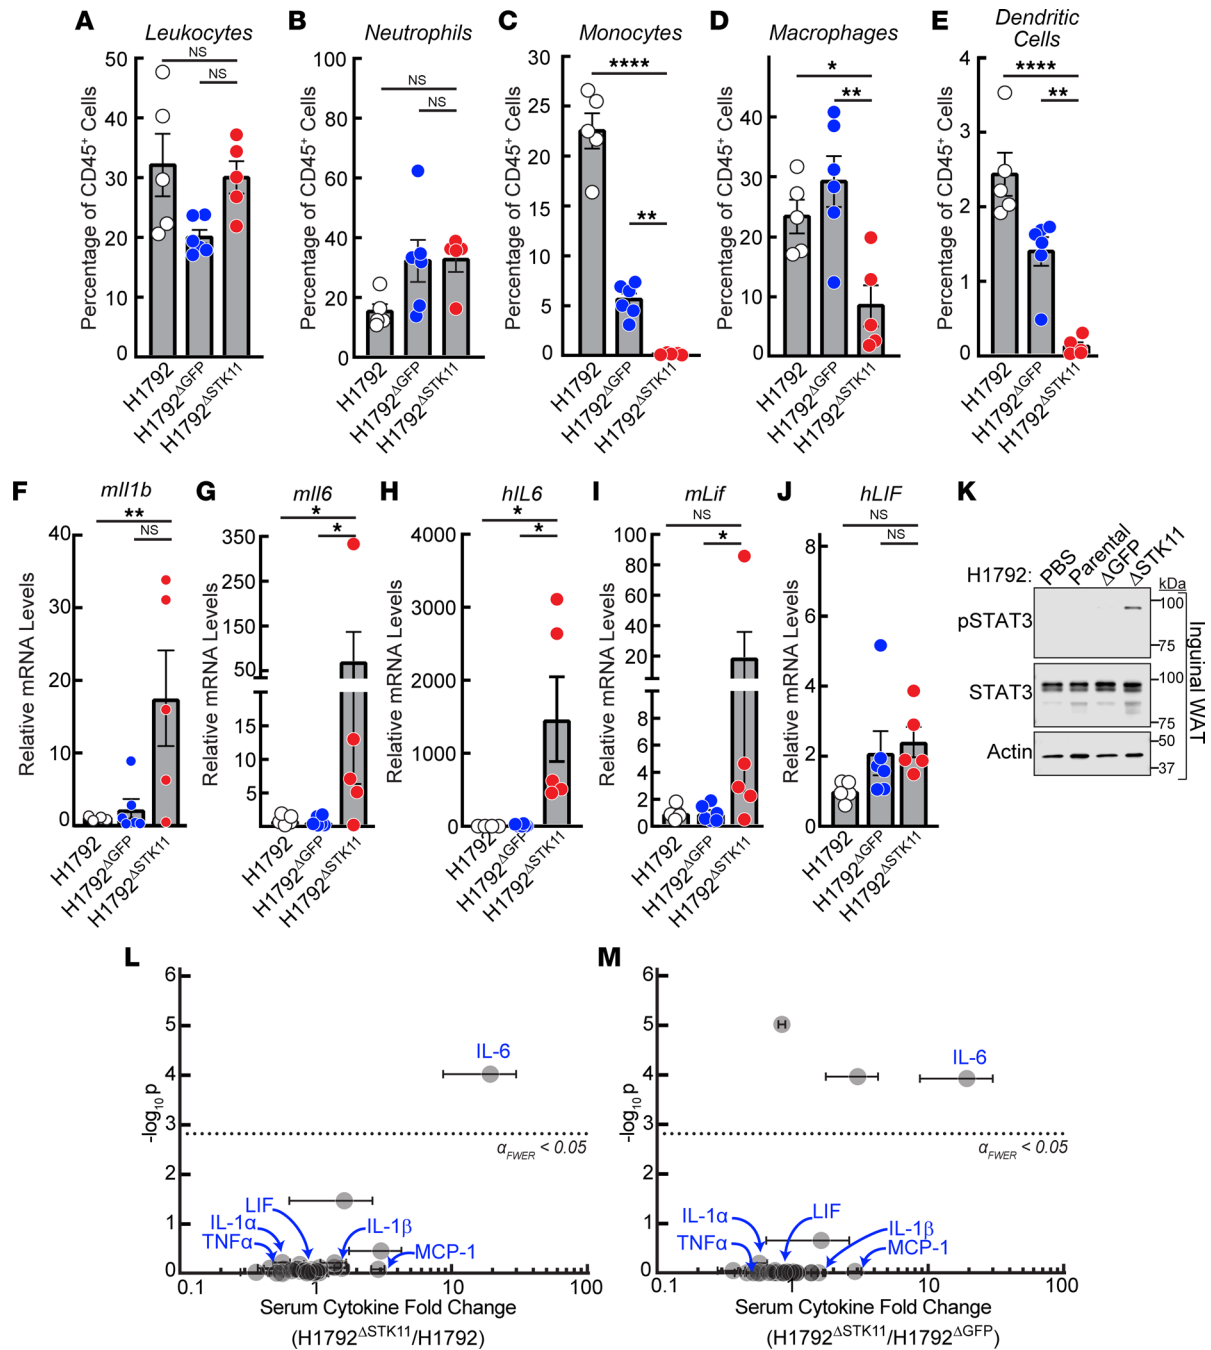 A Leukocytes
NS
NS
Percentage of CD45+ Cells
50
40
30
20
10
0
H1792
H1792ΔGFP
H1792ΔSTK11
B Neutrophils
NS
NS
Percentage of CD45+ Cells
100
80
60
40
20
0
H1792
H1792ΔGFP
H1792ΔSTK11
C Monocytes
****
**
Percentage of CD45+ Cells
30
25
20
15
10
5
0
H1792
H1792ΔGFP
H1792ΔSTK11
D Macrophages
*
**
Percentage of CD45+ Cells
50
40
30
20
10
0
H1792
H1792ΔGFP
H1792ΔSTK11
E Dendritic
Cells
****
**
Percentage of CD45+ Cells
4
3
2
1
0
H1792
H1792ΔGFP
H1792ΔSTK11
F mIl1b
**
NS
Relative mRNA Levels
40
30
20
10
0
H1792
H1792ΔGFP
H1792ΔSTK11
G mIl6
*
*
Relative mRNA Levels
350
250
150
50
15
10
5
H1792
H1792ΔGFP
H1792ΔSTK11
H hIL6
*
*
Relative mRNA Levels
4000
3000
2000
1000
0
H1792
H1792ΔGFP
H1792ΔSTK11
I mLif
NS
*
Relative mRNA Levels
100
80
60
40
20
8
6
4
2
0
H1792
H1792ΔGFP
H1792ΔSTK11
J hLIF
NS
NS
Relative mRNA Levels
8
6
4
2
0
H1792
H1792ΔGFP
H1792ΔSTK11
K
H1792: PBS Parental ΔGFP ΔSTK11
kDa
pSTAT3
100
75
STAT3
100
75
Actin
50
37
Inguinal WAT
L
-log10 p
6
5
4
3
2
1
0
IL-6
αFWER < 0.05
LIF
IL-1α
TNFα
IL-1β
MCP-1
0.1 1 10 100
Serum Cytokine Fold Change
(H1792ΔSTK11/H1792)
M
-log10 p
6
5
4
3
2
1
0
IL-6
αFWER < 0.05
IL-1α
LIF
TNFα
IL-1β
MCP-1
0.1 1 10 100
Serum Cytokine Fold Change
(H1792ΔSTK11/H1792ΔGFP)